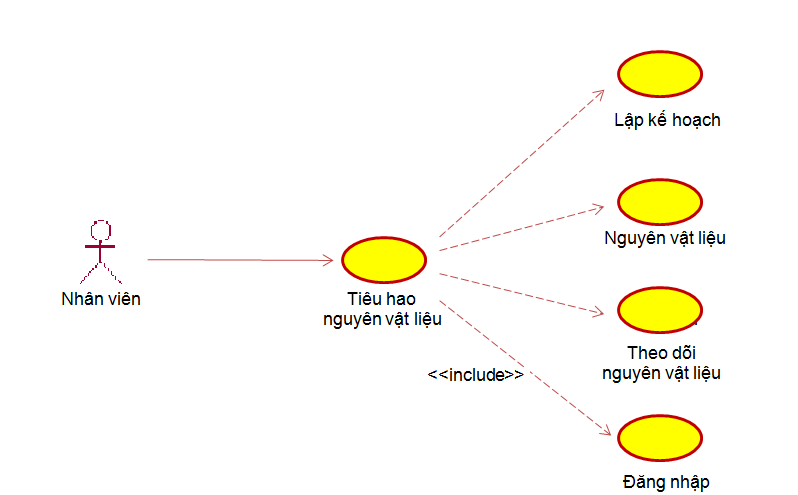 Lập kế hoạch
Nguyên vật liệu
Nhân viên
Tiêu hao
nguyên vật liệu
Theo dõi
nguyên vật liệu
<<include>>
Đăng nhập